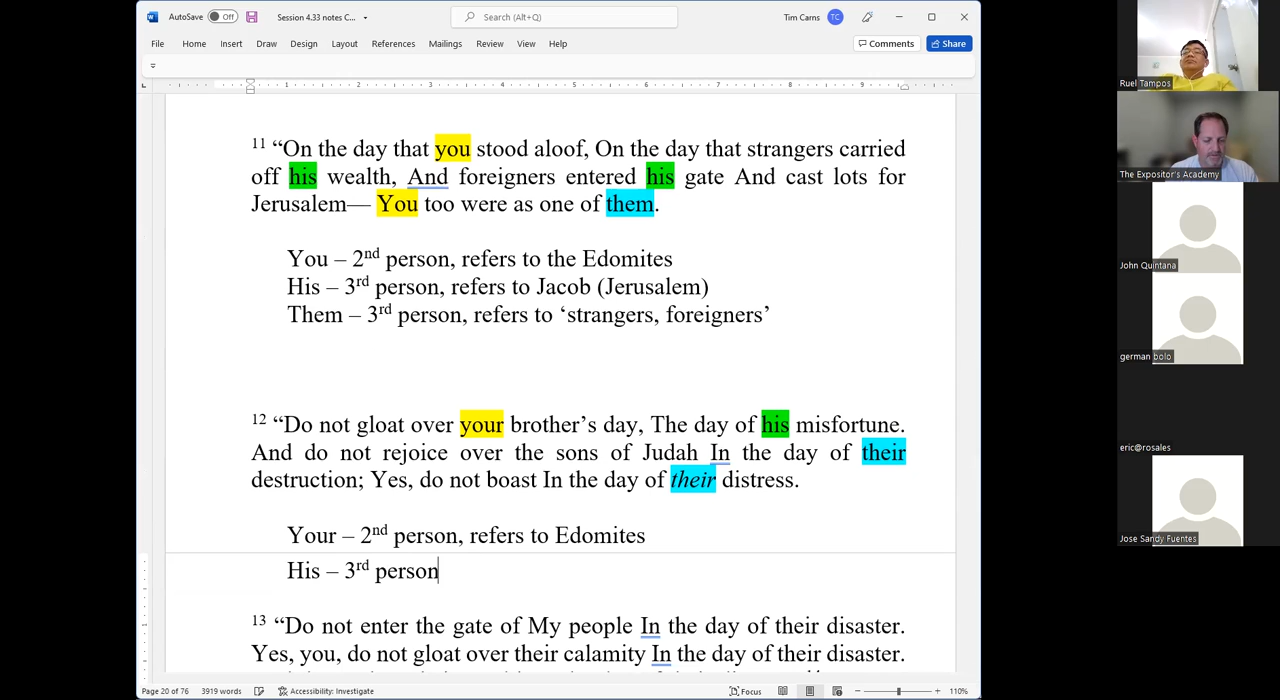 AutoSave Off Session 4.33 notes C... Search (Alt+Q) Tim Carns TC
File Home Insert Draw Design Layout References Mailings Review View Help Comments Share
1 2 3 4 5 6 7 8 9
11 “On the day that you stood aloof, On the day that strangers carried
off his wealth, And foreigners entered his gate And cast lots for
Jerusalem— You too were as one of them.
You – 2nd person, refers to the Edomites
His – 3rd person, refers to Jacob (Jerusalem)
Them – 3rd person, refers to ‘strangers, foreigners’
12 “Do not gloat over your brother’s day, The day of his misfortune.
And do not rejoice over the sons of Judah In the day of their
destruction; Yes, do not boast In the day of their distress.
Your – 2nd person, refers to Edomites
His – 3rd person
13 “Do not enter the gate of My people In the day of their disaster.
Yes, you, do not gloat over their calamity In the day of their disaster.
Page 20 of 76 3919 words Accessibility: Investigate Focus 110%
Ruel Tampos
The Expositor's Academy
John Quintana
german bolo
eric@rosales
Jose Sandy Fuentes